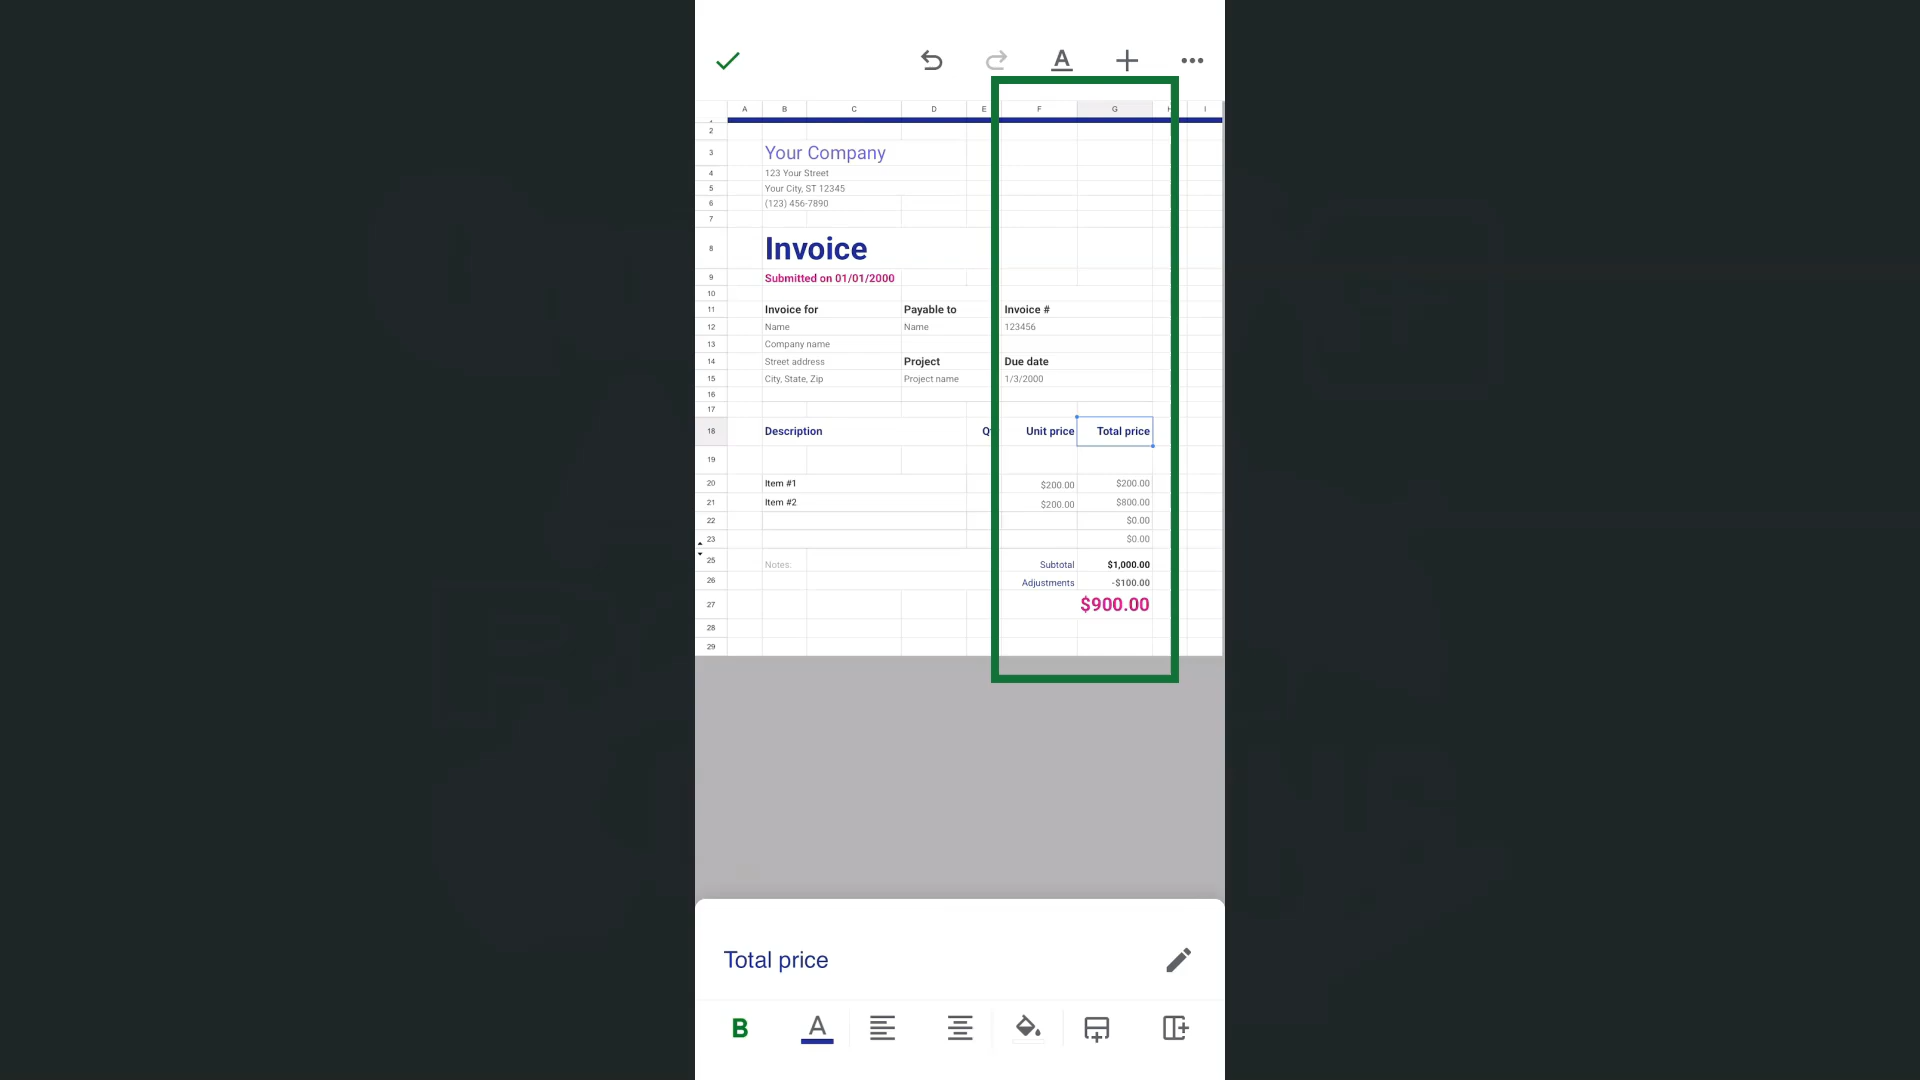 A B C D E F G H I
2
3 Your Company
4 123 Your Street
5 Your City, ST 12345
6 (123) 456-7890
7
8 Invoice
9 Submitted on 01/01/2000
10
11 Invoice for Payable to Invoice #
12 Name Name 123456
13 Company name
14 Street address Project Due date
15 City, State, Zip Project name 1/3/2000
16
17
18 Description Unit price Total price
19
20 Item #1 $200.00 $200.00
21 Item #2 $200.00 $800.00
22 $0.00
23 $0.00
25 Notes: Subtotal $1,000.00
26 Adjustments -$100.00
27 $900.00
28
29
Total price
B A